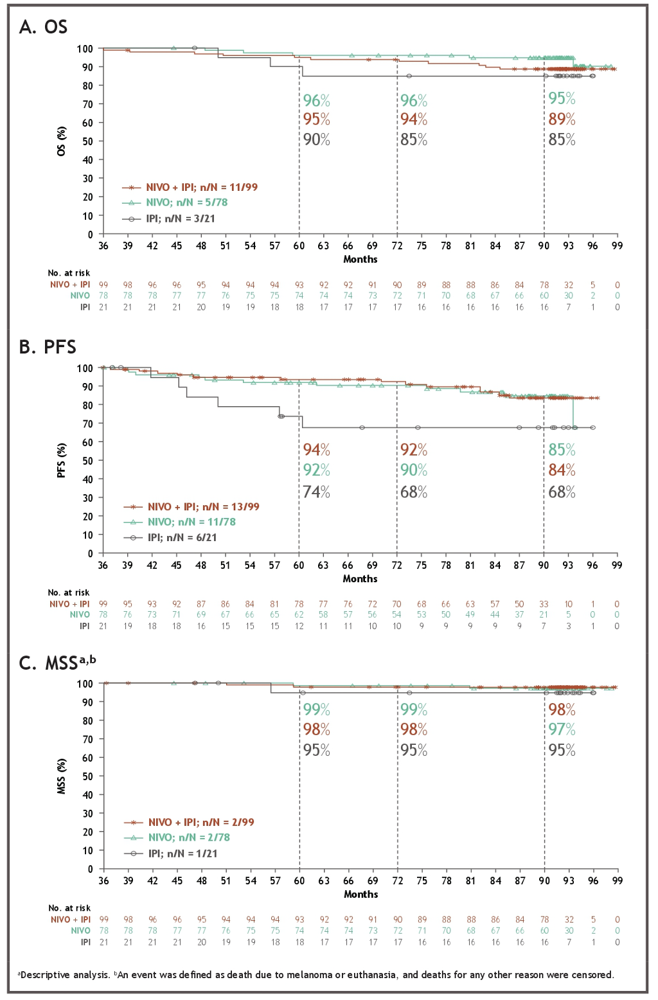 A. OS
100
90
80
70
60
50
40
30
20
10
0
OS (%)
96% 96% 95%
95% 94% 89%
90% 85% 85%
NIVO + IPI; n/N = 11/99
NIVO; n/N = 5/78
IPI; n/N = 3/21
36 39 42 45 48 51 54 57 60 63 66 69 72 75 78 81 84 87 90 93 96 99
Months
No. at risk
NIVO + IPI 99 98 96 96 95 94 94 94 93 92 92 91 90 89 88 88 86 84 78 32 5 0
NIVO 78 78 78 77 77 76 75 75 74 74 74 73 72 71 70 68 67 66 60 30 2 0
IPI 21 21 21 21 20 19 19 18 18 17 17 17 17 16 16 16 16 16 16 7 1 0
B. PFS
100
90
80
70
60
50
40
30
20
10
0
PFS (%)
94% 92% 85%
92% 90% 84%
74% 68% 68%
NIVO + IPI; n/N = 13/99
NIVO; n/N = 11/78
IPI; n/N = 6/21
36 39 42 45 48 51 54 57 60 63 66 69 72 75 78 81 84 87 90 93 96 99
Months
No. at risk
NIVO + IPI 99 95 93 92 87 86 84 81 78 77 76 72 70 68 66 63 57 50 33 10 1 0
NIVO 78 76 73 71 69 67 66 65 62 58 57 56 54 53 50 49 44 37 21 5 0 0
IPI 21 19 18 18 16 15 15 15 12 11 11 10 10 9 9 9 9 9 7 3 1 0
C. MSSa,b
100
90
80
70
60
50
40
30
20
10
0
MSS (%)
99% 99% 98%
98% 98% 97%
95% 95% 95%
NIVO + IPI; n/N = 2/99
NIVO; n/N = 2/78
IPI; n/N = 1/21
36 39 42 45 48 51 54 57 60 63 66 69 72 75 78 81 84 87 90 93 96 99
Months
No. at risk
NIVO + IPI 99 98 96 96 95 94 94 94 93 92 92 91 90 89 88 88 86 84 78 32 5 0
NIVO 78 78 78 77 77 76 75 75 74 74 74 73 72 71 70 68 67 66 60 30 2 0
IPI 21 21 21 21 20 19 19 18 18 17 17 17 17 16 16 16 16 16 16 7 1 0
aDescriptive analysis. bAn event was defined as death due to melanoma or euthanasia, and deaths for any other reason were censored.